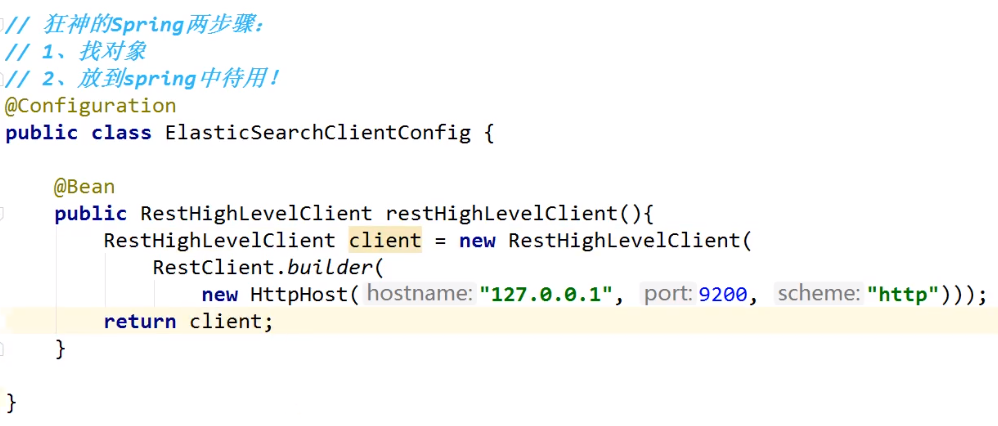 // 狂神的Spring两步骤：
// 1、找对象
// 2、放到spring中待用！
@Configuration
public class ElasticSearchClientConfig {
@Bean
public RestHighLevelClient restHighLevelClient(){
RestHighLevelClient client = new RestHighLevelClient(
RestClient.builder(
new HttpHost( hostname: "127.0.0.1", port: 9200, scheme: "http")));
return client;
}
}